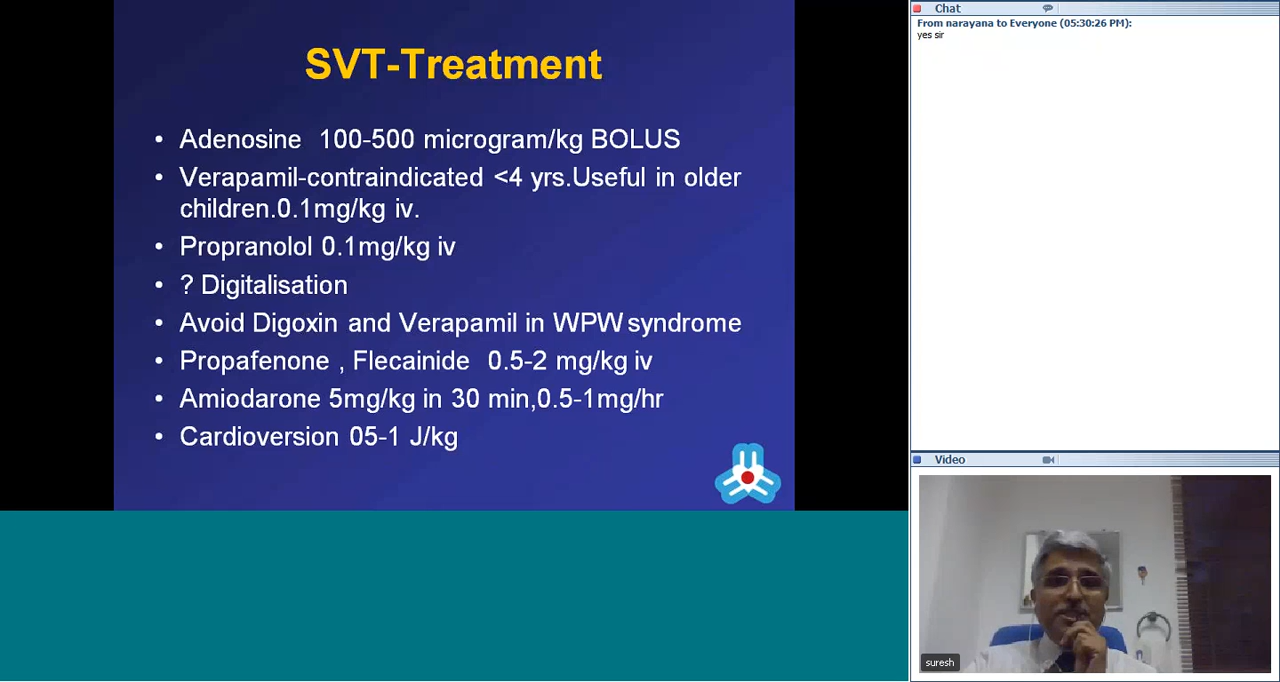 SVT-Treatment
• Adenosine 100-500 microgram/kg BOLUS
• Verapamil-contraindicated <4 yrs.Useful in older
children.0.1mg/kg iv.
• Propranolol 0.1mg/kg iv
• ? Digitalisation
• Avoid Digoxin and Verapamil in WPW syndrome
• Propafenone , Flecainide 0.5-2 mg/kg iv
• Amiodarone 5mg/kg in 30 min,0.5-1mg/hr
• Cardioversion 05-1 J/kg
Chat
From narayana to Everyone (05:30:26 PM):
yes sir
Video
suresh